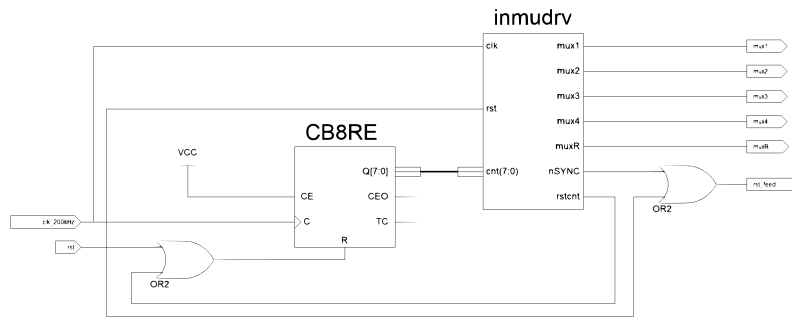 inmudrv
clk
mux1
mux1
mux2
mux2
rst
mux3
mux3
CB8RE
mux4
mux4
VCC
muxR
muxR
Q[7:0]
cnt(7:0)
nSYNC
CE
CEO
rstcnt
rst_feed
OR2
clk_200kHz
C
TC
rst
R
OR2